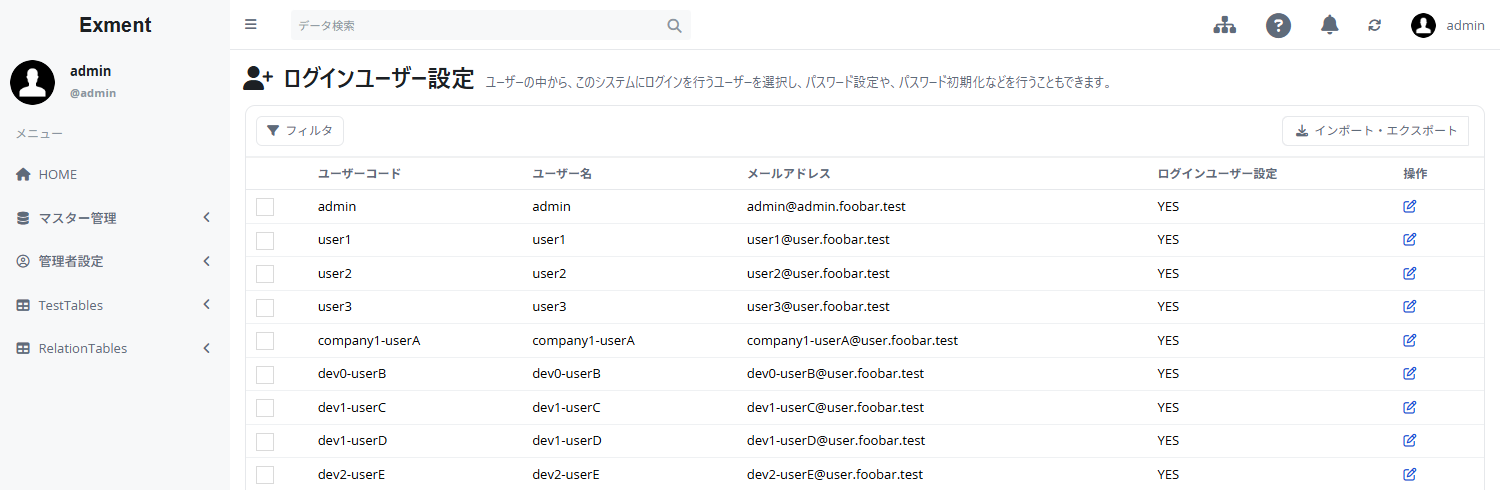 Exment
データ検索
?
admin
admin
@admin
メニュー
HOME
マスター管理
管理者設定
TestTables
RelationTables
ログインユーザー設定 ユーザーの中から、このシステムにログインを行うユーザーを選択し、パスワード設定や、パスワード初期化などを行うこともできます。
フィルタ インポート・エクスポート
ユーザーコード ユーザー名 メールアドレス ログインユーザー設定 操作
admin admin admin@admin.foobar.test YES
user1 user1 user1@user.foobar.test YES
user2 user2 user2@user.foobar.test YES
user3 user3 user3@user.foobar.test YES
company1-userA company1-userA company1-userA@user.foobar.test YES
dev0-userB dev0-userB dev0-userB@user.foobar.test YES
dev1-userC dev1-userC dev1-userC@user.foobar.test YES
dev1-userD dev1-userD dev1-userD@user.foobar.test YES
dev2-userE dev2-userE dev2-userE@user.foobar.test YES